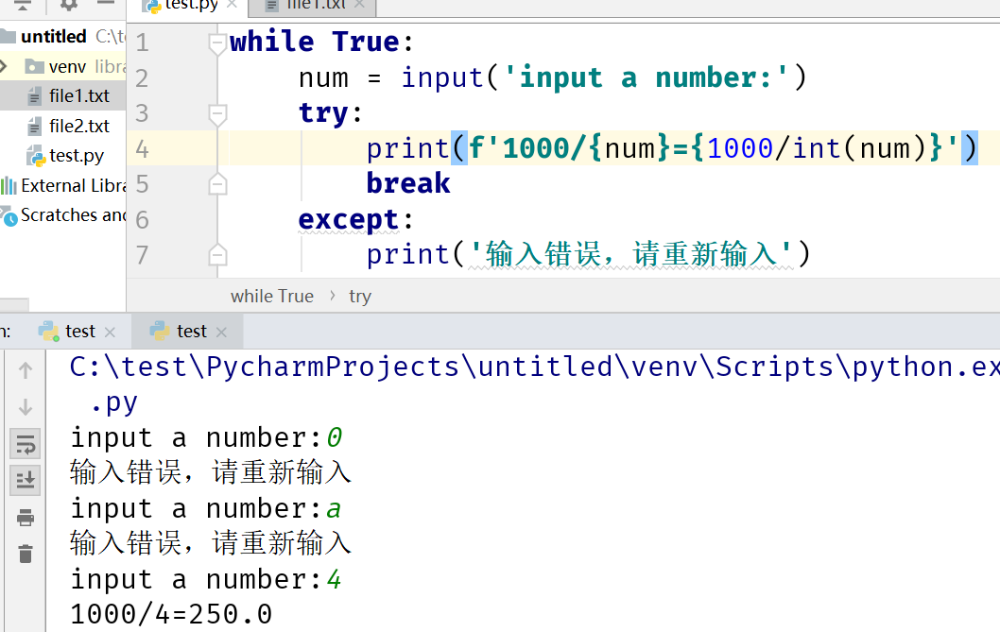 test.py
file1.txt
untitled C:\t
venv libra
file1.txt
file2.txt
test.py
External Libra
Scratches and
1 while True:
2 num = input('input a number:')
3 try:
4 print(f'1000/{num}={1000/int(num)}')
5 break
6 except:
7 print('输入错误，请重新输入')
while True › try
n: test test
C:\test\PycharmProjects\untitled\venv\Scripts\python.ex
.py
input a number:0
输入错误，请重新输入
input a number:a
输入错误，请重新输入
input a number:4
1000/4=250.0